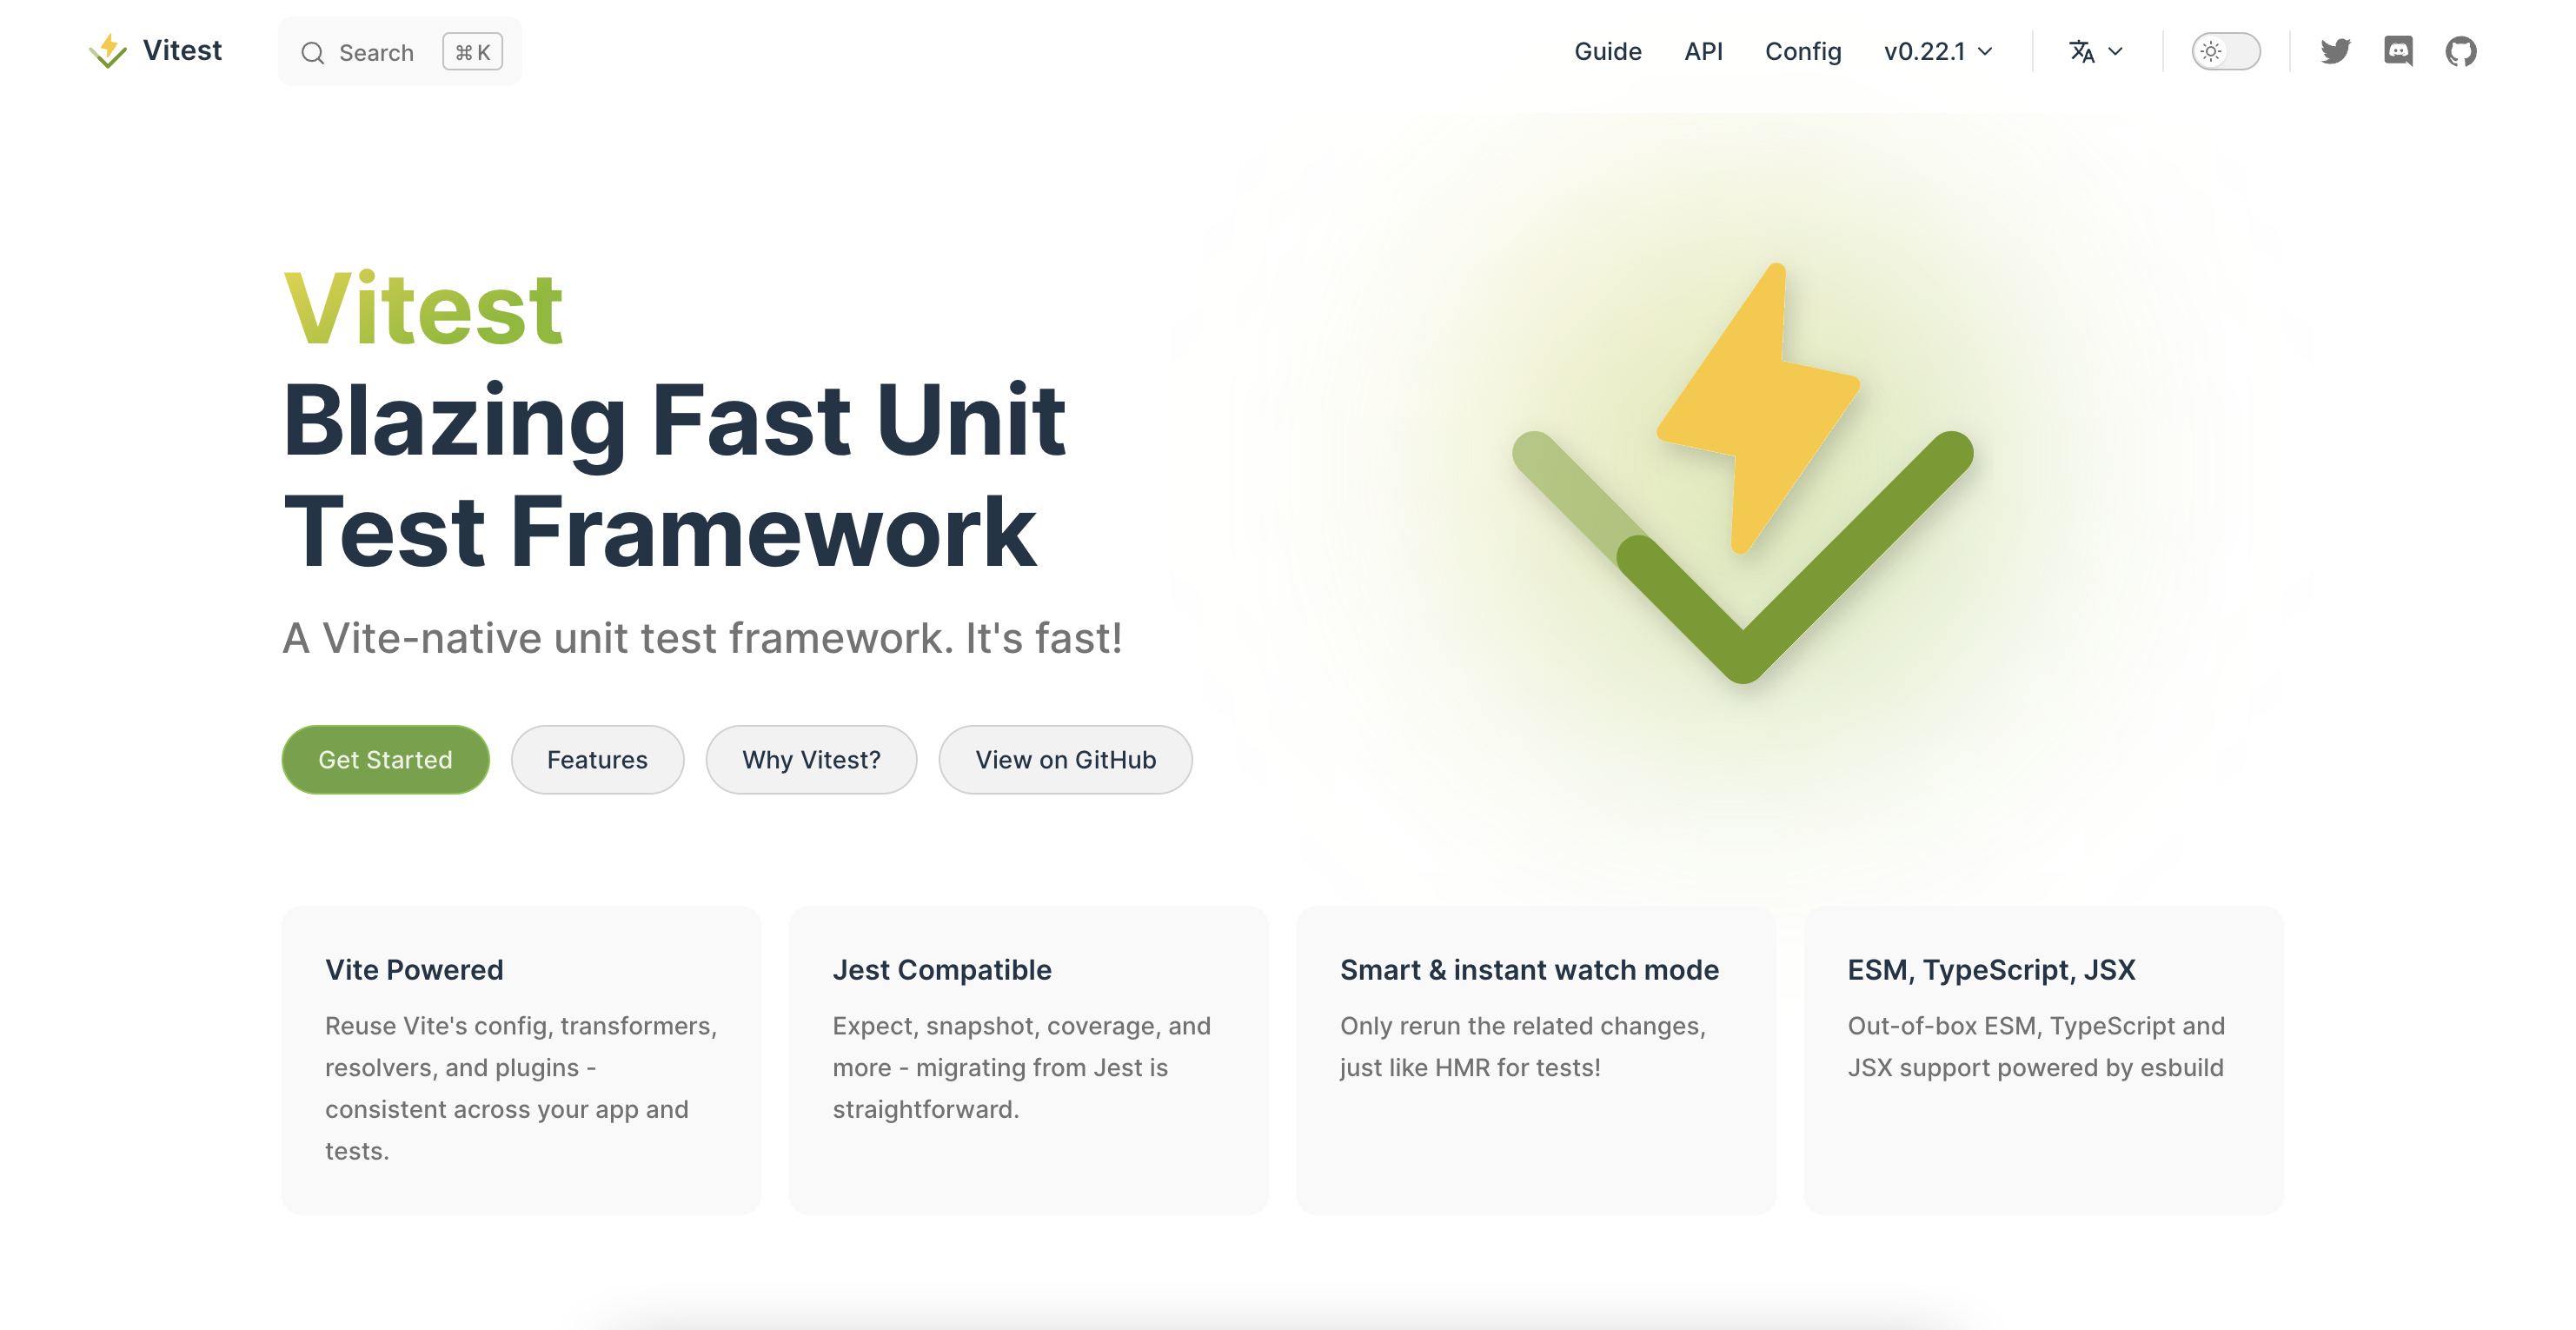 Vitest
Search ⌘ K
Guide API Config v0.22.1
Vitest
Blazing Fast Unit
Test Framework
A Vite-native unit test framework. It's fast!
Get Started
Features
Why Vitest?
View on GitHub
Vite Powered
Reuse Vite's config, transformers,
resolvers, and plugins -
consistent across your app and
tests.
Jest Compatible
Expect, snapshot, coverage, and
more - migrating from Jest is
straightforward.
Smart & instant watch mode
Only rerun the related changes,
just like HMR for tests!
ESM, TypeScript, JSX
Out-of-box ESM, TypeScript and
JSX support powered by esbuild